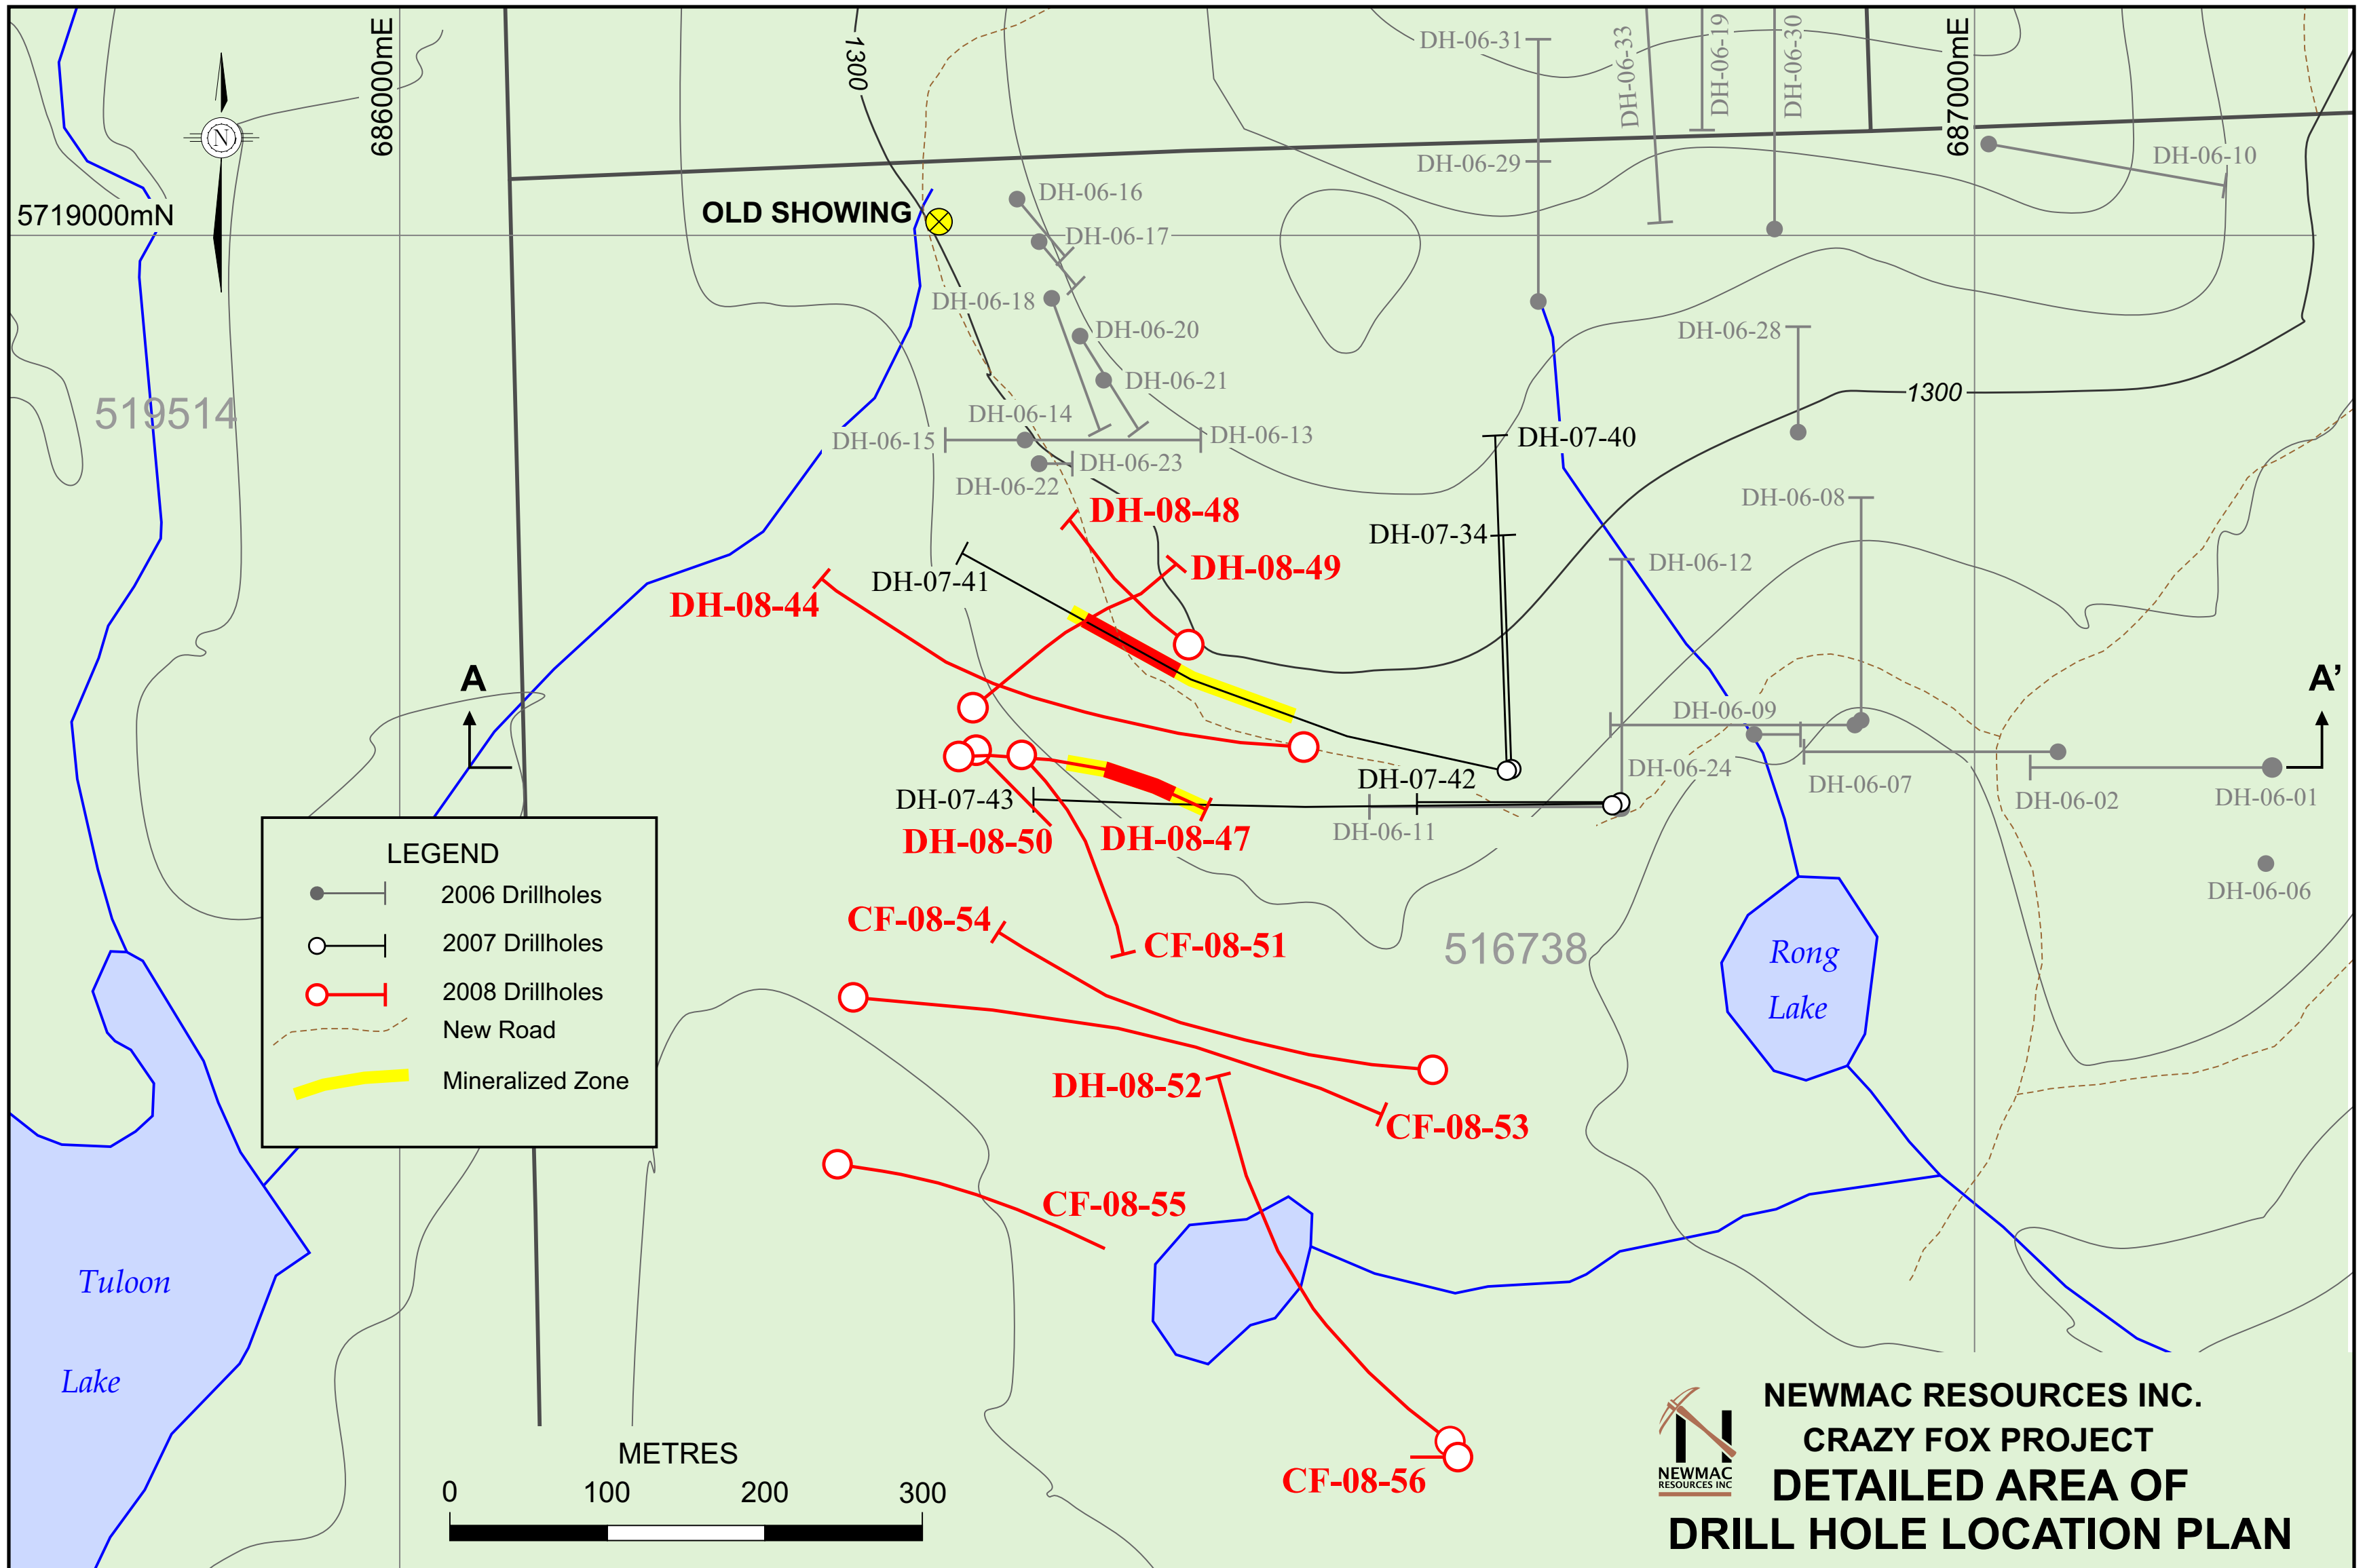 686000mE
1300
DH-06-31
DH-06-33
DH-06-19
DH-06-30
687000mE
N
DH-06-29
DH-06-10
5719000mN
OLD SHOWING
DH-06-16
DH-06-17
DH-06-18
DH-06-20
DH-06-28
DH-06-21
1300
519514
DH-06-14
DH-06-15
DH-06-13
DH-07-40
DH-06-23
DH-06-22
DH-06-08
DH-08-48
DH-07-34
DH-06-12
DH-08-49
DH-07-41
DH-08-44
A
A’
DH-06-09
DH-06-24
DH-07-42
DH-06-07
DH-06-02
DH-06-01
DH-07-43
DH-06-11
DH-08-50
DH-08-47
DH-06-06
LEGEND
2006 Drillholes
2007 Drillholes
2008 Drillholes
New Road
Mineralized Zone
CF-08-54
CF-08-51
516738
Rong
Lake
DH-08-52
CF-08-53
CF-08-55
Tuloon
Lake
CF-08-56
METRES
0 100 200 300
NEWMAC
RESOURCES INC
NEWMAC RESOURCES INC.
CRAZY FOX PROJECT
DETAILED AREA OF
DRILL HOLE LOCATION PLAN